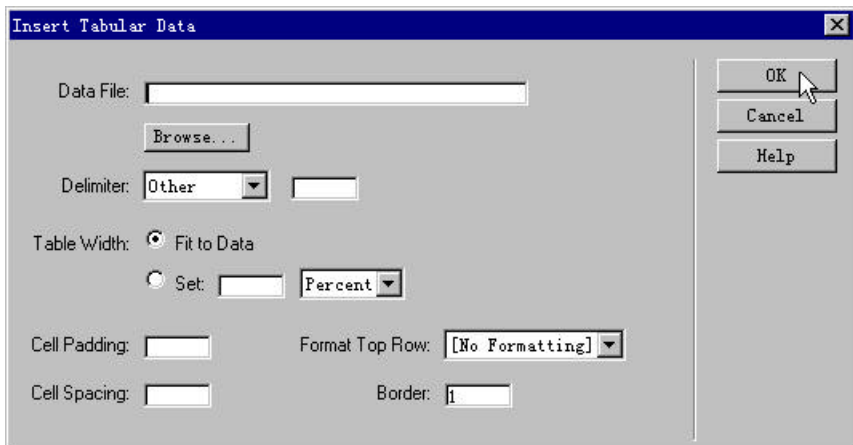 Insert Tabular Data
Data File:
Browse...
Delimiter: Other
Table Width: Fit to Data
Set: Percent
Cell Padding: Format Top Row: [No Formatting]
Cell Spacing: Border: 1
OK
Cancel
Help